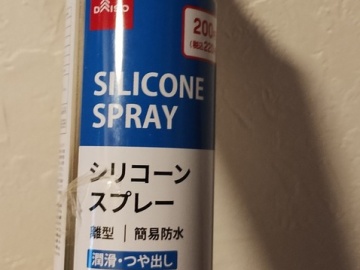 DAISO
200
SILICONE
SPRAY
シリコーン
スプレー
離型 | 簡易防水
潤滑・つや出し